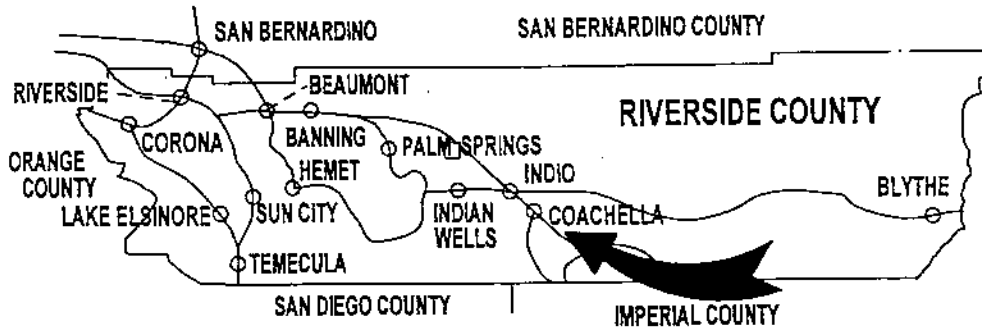 SAN BERNARDINO
SAN BERNARDINO COUNTY
RIVERSIDE
BEAUMONT
RIVERSIDE COUNTY
CORONA
BANNING
PALM SPRINGS
ORANGE
COUNTY
HEMET
INDIO
BLYTHE
LAKE ELSINORE
SUN CITY
INDIAN
WELLS
COACHELLA
TEMECULA
SAN DIEGO COUNTY
IMPERIAL COUNTY